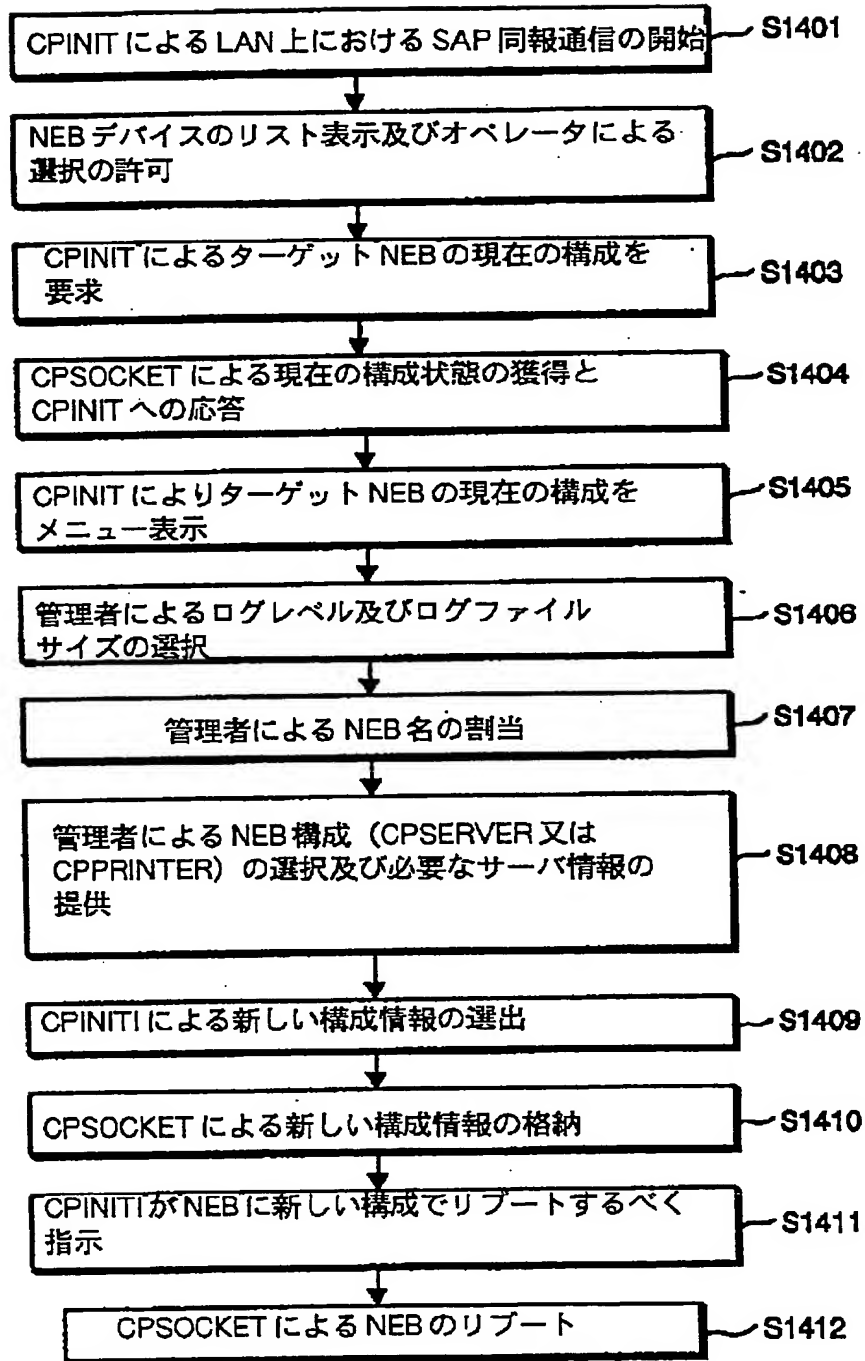 CPINIT による LAN 上における SAP 同報通信の開始
S1401
NEB デバイスのリスト表示及びオペレータによる
選択の許可
S1402
CPINIT によるターゲット NEB の現在の構成を
要求
S1403
CPSOCKET による現在の構成状態の獲得と
CPINIT への応答
S1404
CPINIT によりターゲット NEB の現在の構成を
メニュー表示
S1405
管理者によるログレベル及びログファイル
サイズの選択
S1406
管理者による NEB 名の割当
S1407
管理者による NEB 構成（CPSERVER 又は
CPPRINTER）の選択及び必要なサーバ情報の
提供
S1408
CPINITI による新しい構成情報の選出
S1409
CPSOCKET による新しい構成情報の格納
S1410
CPINITI が NEB に新しい構成でリブートするべく
指示
S1411
CPSOCKET による NEB のリブート
S1412